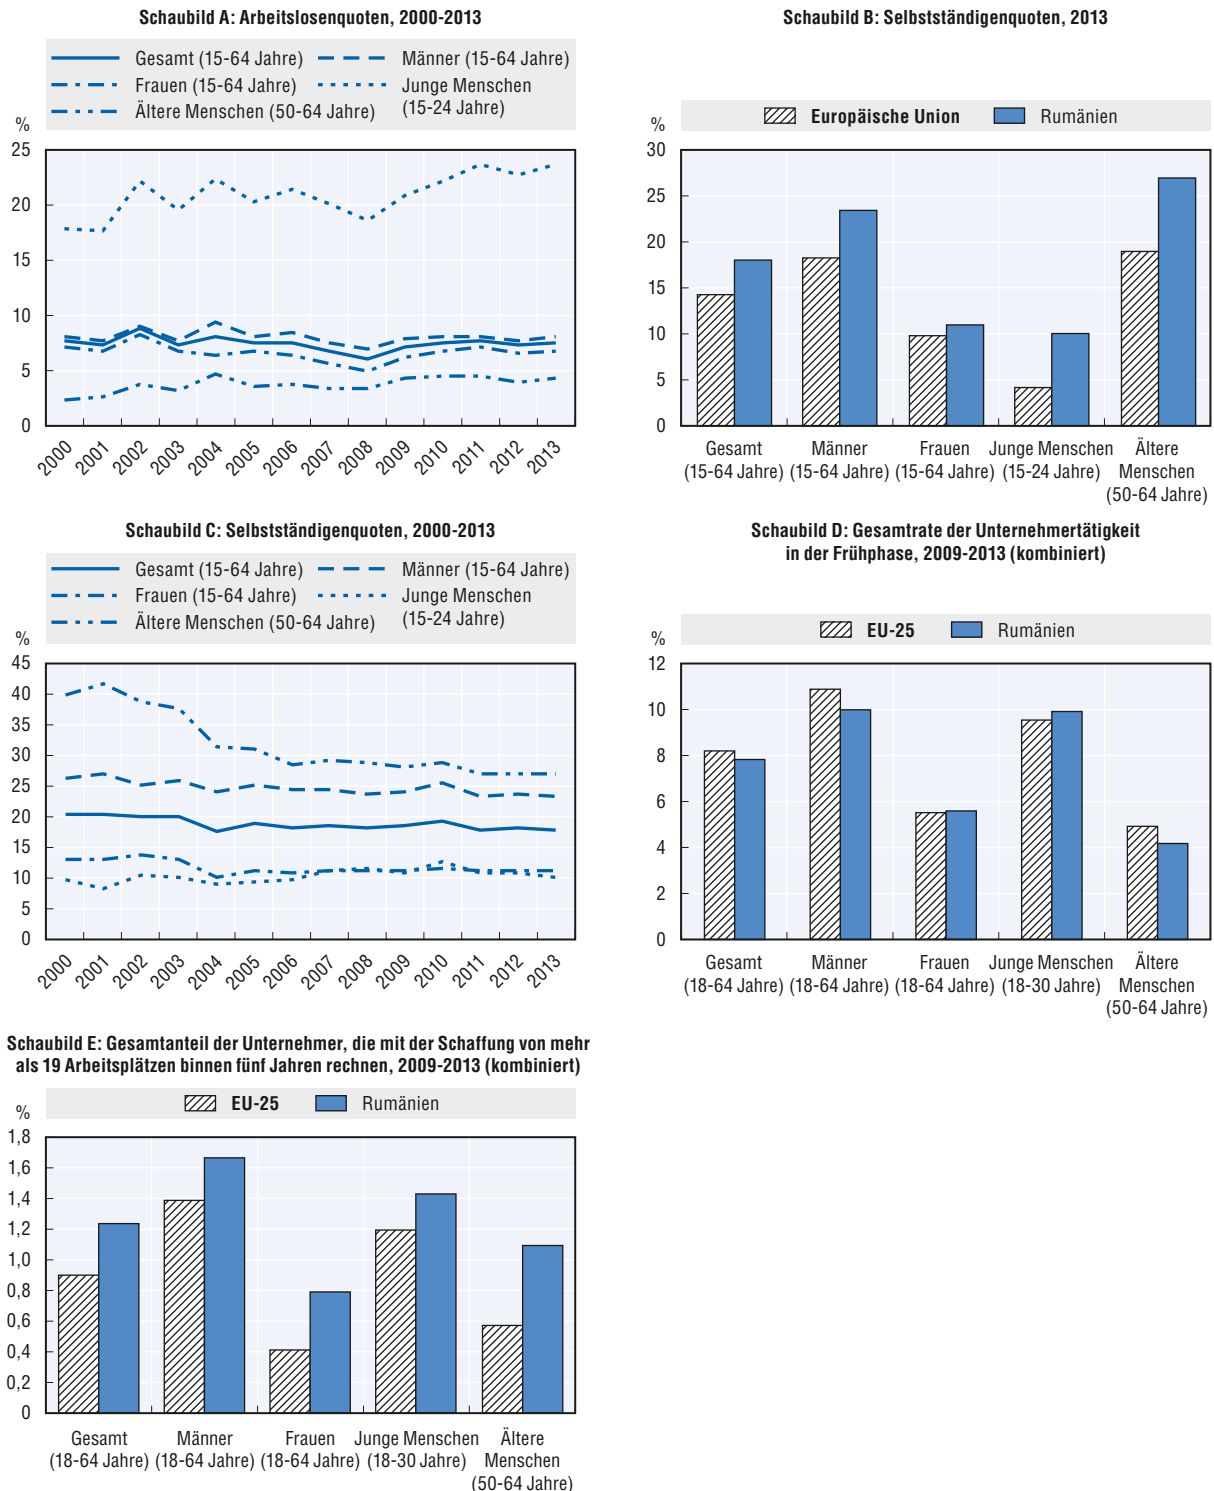 Schaubild A: Arbeitslosenquoten, 2000-2013
Gesamt (15-64 Jahre)
Männer (15-64 Jahre)
Frauen (15-64 Jahre)
Junge Menschen
(15-24 Jahre)
Ältere Menschen (50-64 Jahre)
%
25
20
15
10
5
0
2000
2001
2002
2003
2004
2005
2006
2007
2008
2009
2010
2011
2012
2013
Schaubild B: Selbstständigenquoten, 2013
Europäische Union
Rumänien
%
30
25
20
15
10
5
0
Gesamt
(15-64 Jahre)
Männer
(15-64 Jahre)
Frauen
(15-64 Jahre)
Junge Menschen
(15-24 Jahre)
Ältere
Menschen
(50-64 Jahre)
Schaubild C: Selbstständigenquoten, 2000-2013
Gesamt (15-64 Jahre)
Männer (15-64 Jahre)
Frauen (15-64 Jahre)
Junge Menschen
(15-24 Jahre)
Ältere Menschen (50-64 Jahre)
%
45
40
35
30
25
20
15
10
5
0
2000
2001
2002
2003
2004
2005
2006
2007
2008
2009
2010
2011
2012
2013
Schaubild D: Gesamtrate der Unternehmertätigkeit
in der Frühphase, 2009-2013 (kombiniert)
EU-25
Rumänien
%
12
10
8
6
4
2
0
Gesamt
(18-64 Jahre)
Männer
(18-64 Jahre)
Frauen
(18-64 Jahre)
Junge Menschen
(18-30 Jahre)
Ältere
Menschen
(50-64 Jahre)
Schaubild E: Gesamtanteil der Unternehmer, die mit der Schaffung von mehr
als 19 Arbeitsplätzen binnen fünf Jahren rechnen, 2009-2013 (kombiniert)
EU-25
Rumänien
%
1,8
1,6
1,4
1,2
1,0
0,8
0,6
0,4
0,2
0
Gesamt
(18-64 Jahre)
Männer
(18-64 Jahre)
Frauen
(18-64 Jahre)
Junge Menschen
(18-30 Jahre)
Ältere
Menschen
(50-64 Jahre)